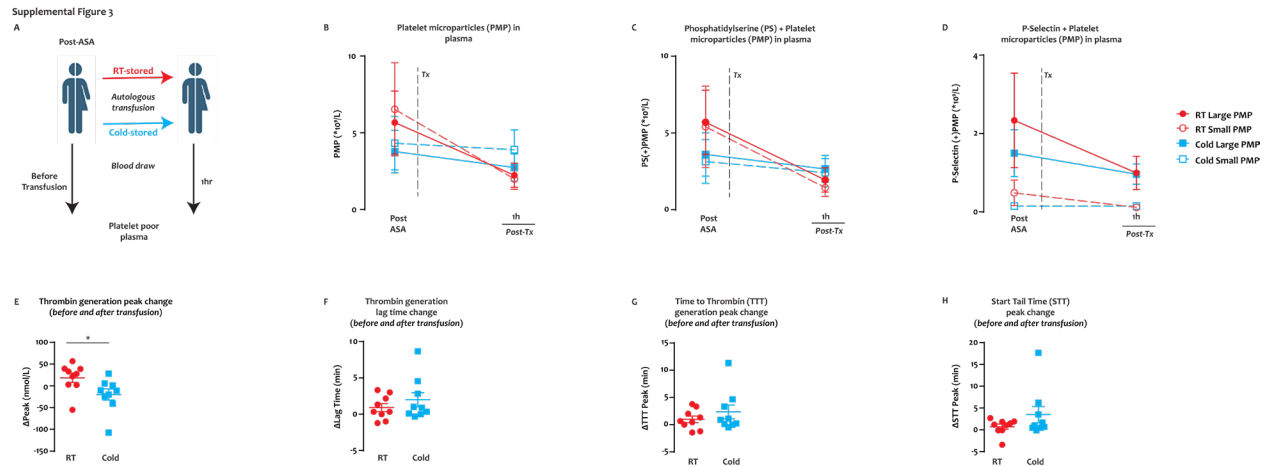 Supplemental Figure 3
A
Post-ASA
RT-stored
Autologous
transfusion
Cold-stored
Blood draw
Before
Transfusion
1hr
Platelet poor
plasma
B
Platelet microparticles (PMP) in
plasma
PMP (*10⁹/L)
10
5
0
Tx
Post
ASA
1h
Post-Tx
C
Phosphatidylserine (PS) + Platelet
microparticles (PMP) in plasma
PS(+)PMP (*10⁹/L)
10
5
0
Tx
Post
ASA
1h
Post-Tx
D
P-Selectin + Platelet
microparticles (PMP) in plasma
P-Selectin (+)PMP (*10⁹/L)
4
2
0
Tx
Post
ASA
1h
Post-Tx
RT Large PMP
RT Small PMP
Cold Large PMP
Cold Small PMP
E
Thrombin generation peak change
(before and after transfusion)
ΔPeak (nmol/L)
100
50
0
-50
-100
-150
*
RT
Cold
F
Thrombin generation
lag time change
(before and after transfusion)
ΔLag Time (min)
10
5
0
-5
RT
Cold
G
Time to Thrombin (TTT)
generation peak change
(before and after transfusion)
ΔTTT Peak (min)
15
10
5
0
-5
RT
Cold
H
Start Tail Time (STT)
peak change
(before and after transfusion)
ΔSTT Peak (min)
20
15
10
5
0
-5
RT
Cold